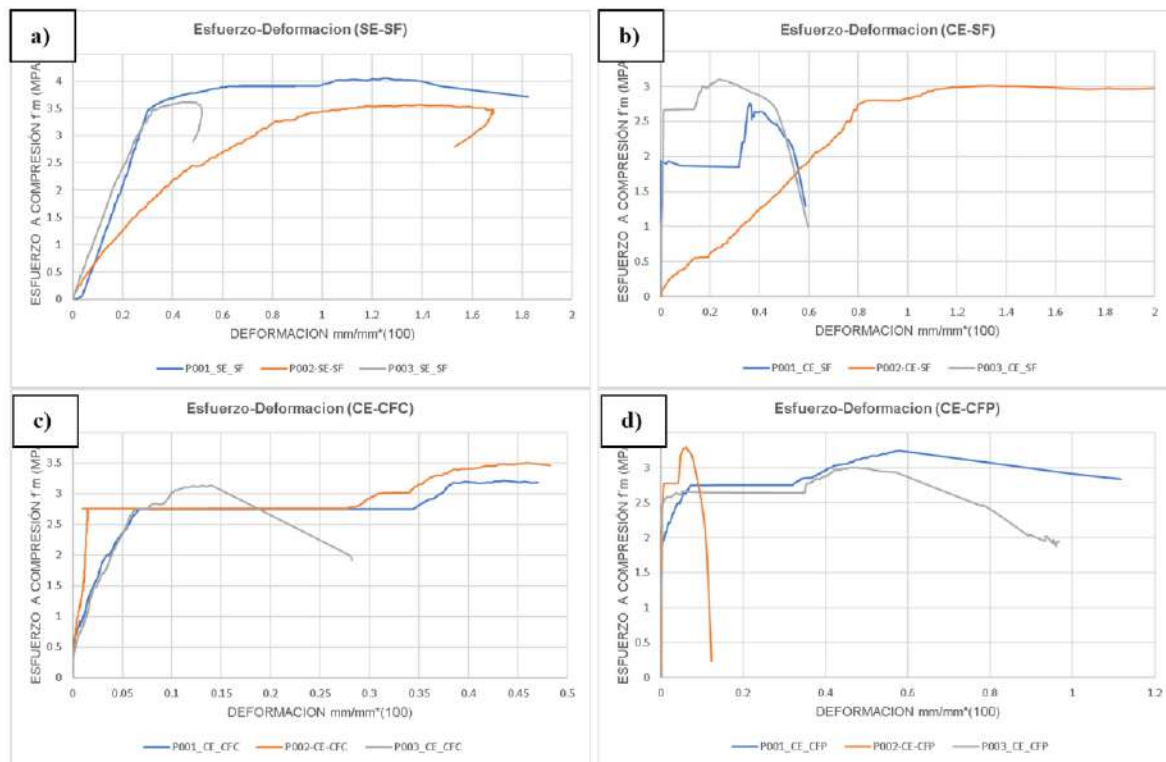 a)
Esfuerzo-Deformacion (SE-SF)
ESFUERZO A COMPRESIÓN f'm (MPA)
4
3.5
3
2.5
2
1.5
1
0.5
0
0 0.2 0.4 0.6 0.8 1 1.2 1.4 1.6 1.8 2
DEFORMACION mm/mm*(100)
P001_SE_SF P002-SE-SF P003_SE_SF
b)
Esfuerzo-Deformacion (CE-SF)
ESFUERZO A COMPRESIÓN f'm (MPA)
3
2.5
2
1.5
1
0.5
0
0 0.2 0.4 0.6 0.8 1 1.2 1.4 1.6 1.8 2
DEFORMACION mm/mm*(100)
P001_CE_SF P002-CE-SF P003_CE_SF
c)
Esfuerzo-Deformacion (CE-CFC)
ESFUERZO A COMPRESIÓN f'm (MPA)
3.5
3
2.5
2
1.5
1
0.5
0
0 0.05 0.1 0.15 0.2 0.25 0.3 0.35 0.4 0.45 0.5
DEFORMACION mm/mm*(100)
P001_CE_CFC P002-CE-CFC P003_CE_CFC
d)
Esfuerzo-Deformacion (CE-CFP)
ESFUERZO A COMPRESIÓN f'm (MPA)
3
2.5
2
1.5
1
0.5
0
0 0.2 0.4 0.6 0.8 1 1.2
DEFORMACION mm/mm*(100)
P001_CE_CFP P002-CE-CFP P003_CE_CFP